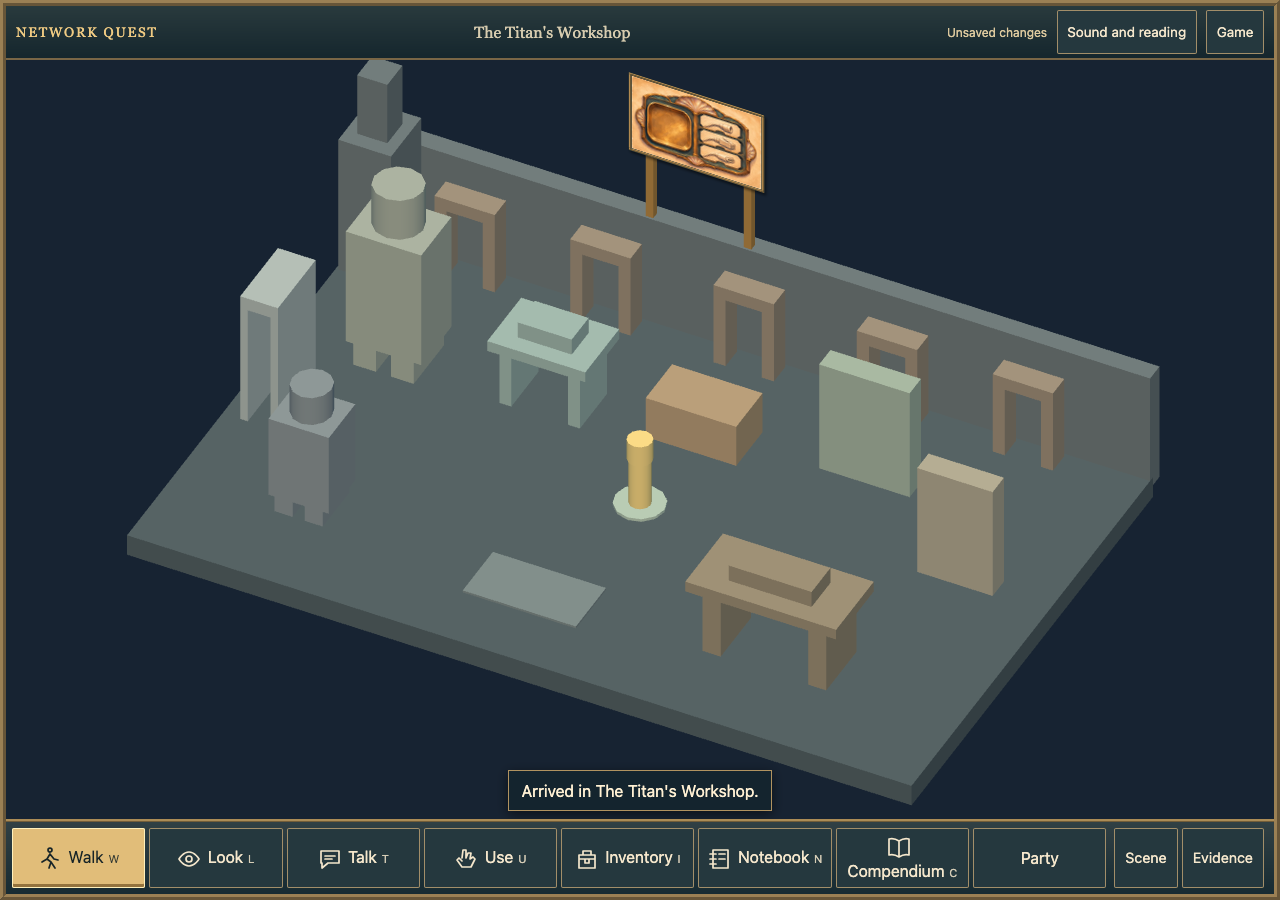 NETWORK QUEST
The Titan's Workshop
Unsaved changes
Sound and reading
Game
Arrived in The Titan's Workshop.
Walk W
Look L
Talk T
Use U
Inventory I
Notebook N
Compendium C
Party
Scene
Evidence